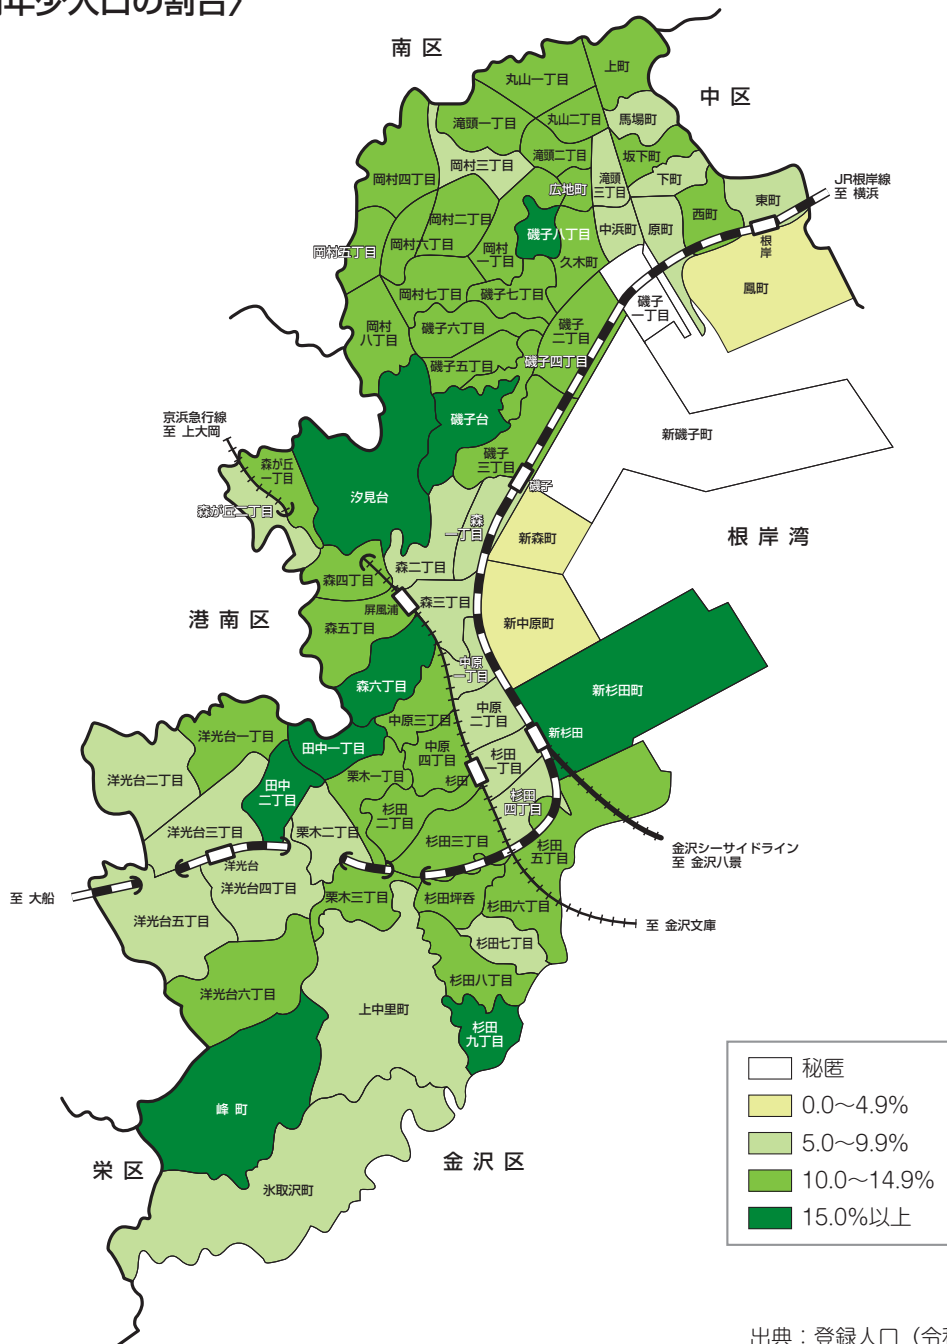 年少人口の割合〉
南区
中区
上町
丸山一丁目
丸山二丁目
馬場町
滝頭一丁目
滝頭二丁目
坂下町
岡村三丁目
岡村四丁目
広地町
滝頭
三丁目
下町
東町
JR根岸線
至 横浜
岡村二丁目
磯子八丁目
中浜町
原町
西町
根岸
岡村五丁目
岡村六丁目
岡村
一丁目
久木町
鳳町
岡村七丁目
磯子七丁目
磯子
一丁目
岡村
八丁目
磯子六丁目
磯子
二丁目
磯子五丁目
磯子四丁目
京浜急行線
至 上大岡
磯子台
新磯子町
森が丘
一丁目
磯子
三丁目
磯子
汐見台
森が丘二丁目
森
一丁目
新森町
根岸湾
森二丁目
森四丁目
港南区
屏風浦
森三丁目
森五丁目
新中原町
中原
一丁目
森六丁目
新杉田町
中原三丁目
中原
二丁目
洋光台一丁目
田中一丁目
新杉田
中原
四丁目
杉田
一丁目
洋光台二丁目
栗木一丁目
杉田
田中
二丁目
杉田
四丁目
杉田
二丁目
洋光台三丁目
栗木二丁目
杉田三丁目
杉田
五丁目
金沢シーサイドライン
至 金沢八景
洋光台
至 大船
洋光台四丁目
栗木三丁目
杉田坪呑
杉田六丁目
洋光台五丁目
至 金沢文庫
杉田七丁目
洋光台六丁目
杉田八丁目
上中里町
杉田
九丁目
峰町
栄区
金沢区
氷取沢町
秘匿
0.0〜4.9%
5.0〜9.9%
10.0〜14.9%
15.0%以上
出典：登録人口（令和